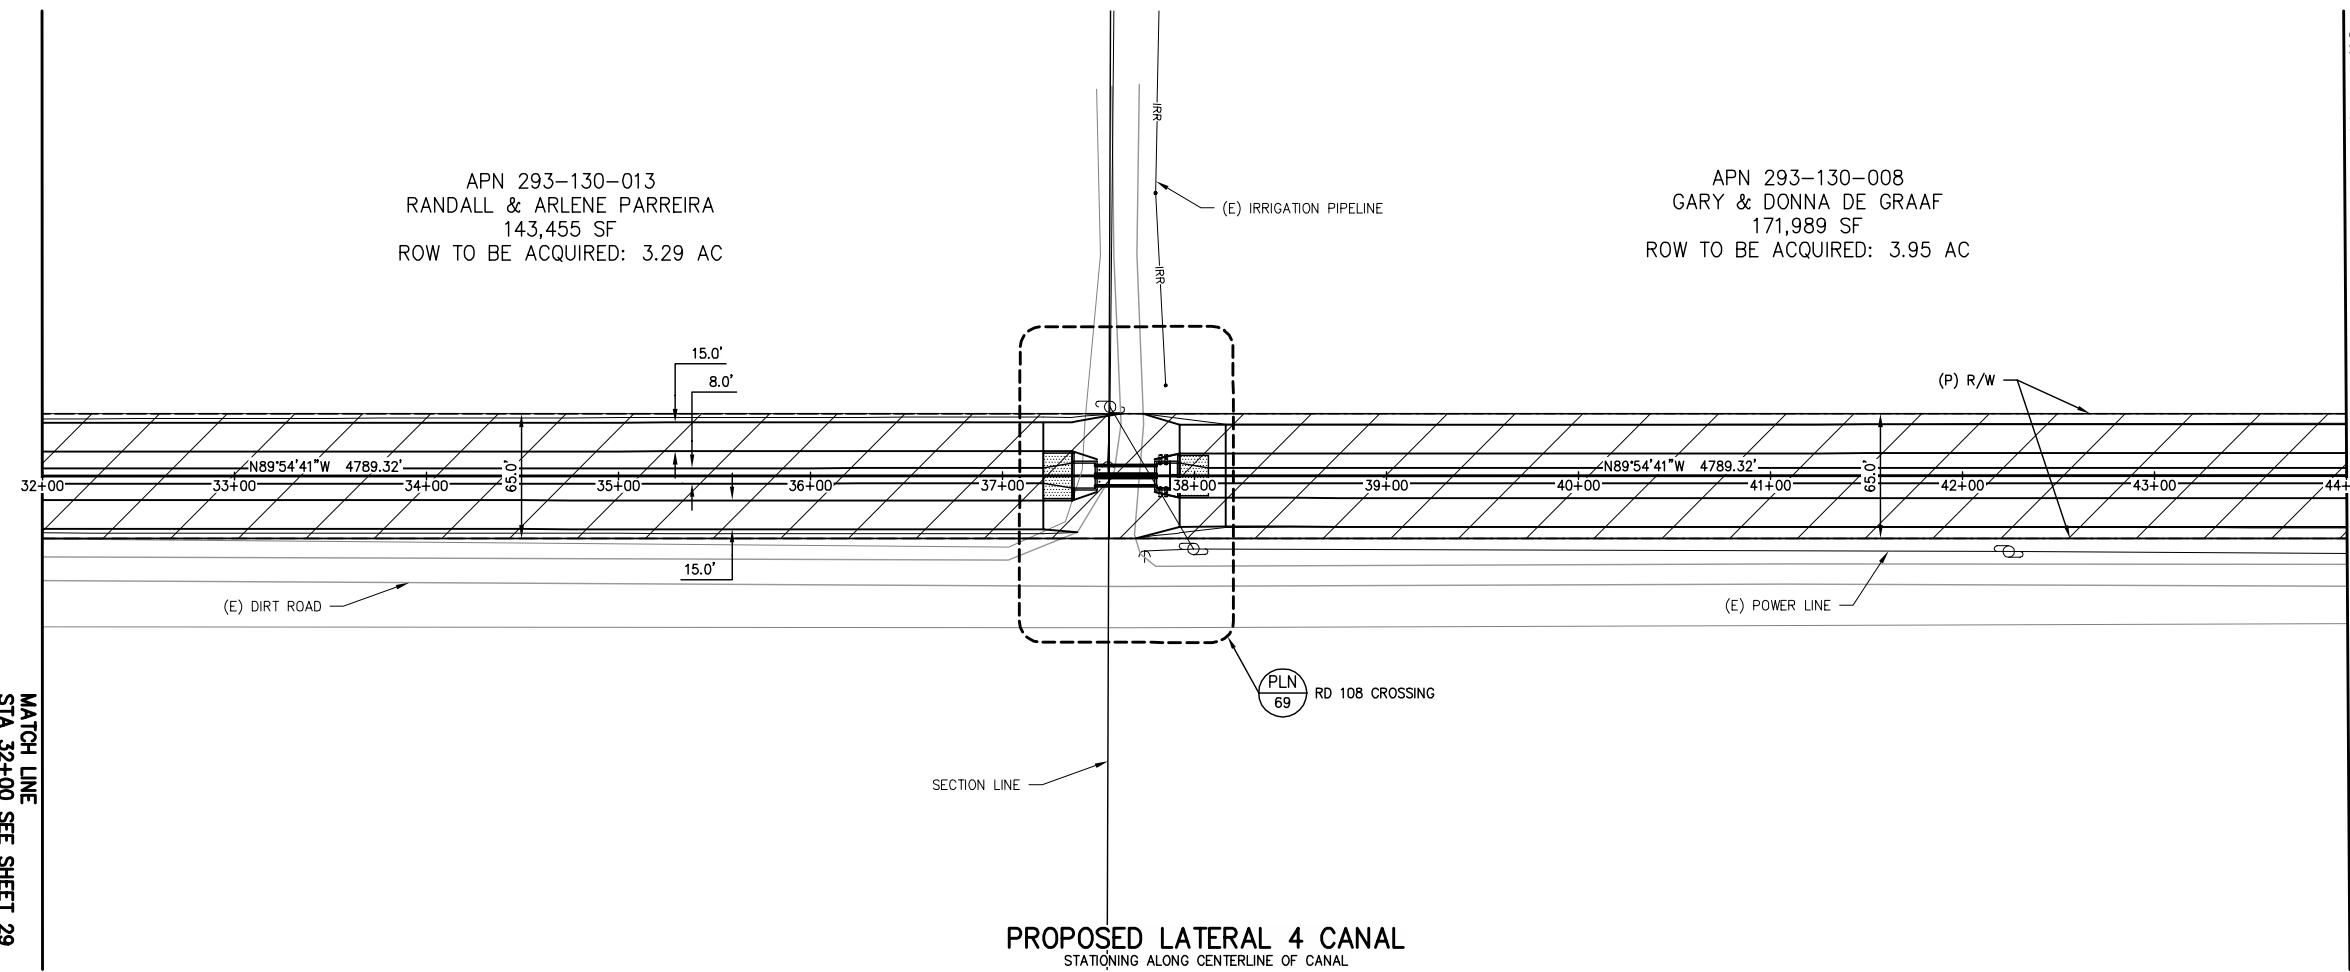 IRR
APN 293-130-013
RANDALL & ARLENE PARREIRA
143,455 SF
ROW TO BE ACQUIRED: 3.29 AC
APN 293-130-008
GARY & DONNA DE GRAAF
171,989 SF
ROW TO BE ACQUIRED: 3.95 AC
(E) IRRIGATION PIPELINE
IRR
15.0'
8.0'
(P) R/W
N89°54'41"W 4789.32'
65.0'
N89°54'41"W 4789.32'
65.0'
32+00
33+00
34+00
35+00
36+00
37+00
38+00
39+00
40+00
41+00
42+00
43+00
44+
15.0'
(E) DIRT ROAD
(E) POWER LINE
PLN
69
RD 108 CROSSING
SECTION LINE
MATCH LINE
STA 32+00 SEE SHEET 29
PROPOSED LATERAL 4 CANAL
STATIONING ALONG CENTERLINE OF CANAL